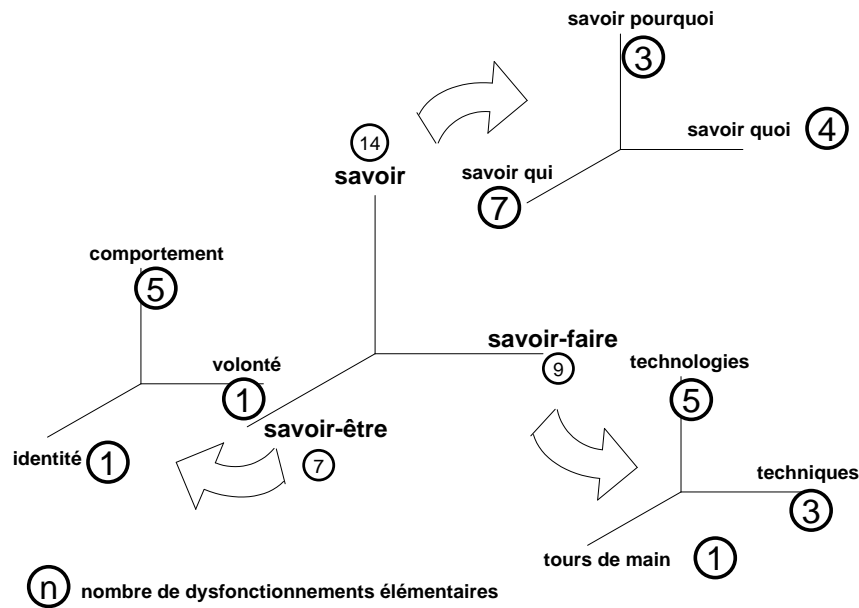 savoir pourquoi
3
savoir quoi 4
14
savoir
savoir qui
7
comportement
5
savoir-faire
9
volonté
1
technologies
5
savoir-être
7
identité 1
techniques
3
tours de main 1
n nombre de dysfonctionnements élémentaires